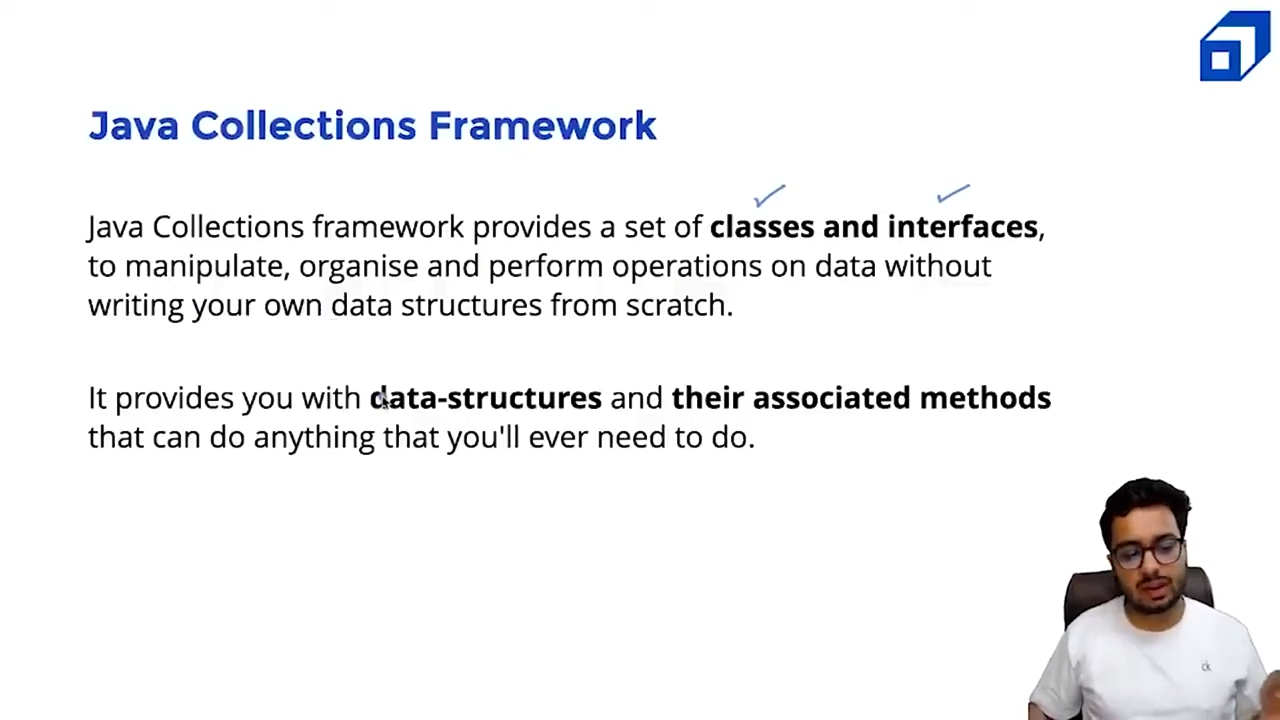 Java Collections Framework
Java Collections framework provides a set of classes and interfaces,
to manipulate, organise and perform operations on data without
writing your own data structures from scratch.
It provides you with data-structures and their associated methods
that can do anything that you'll ever need to do.
ck